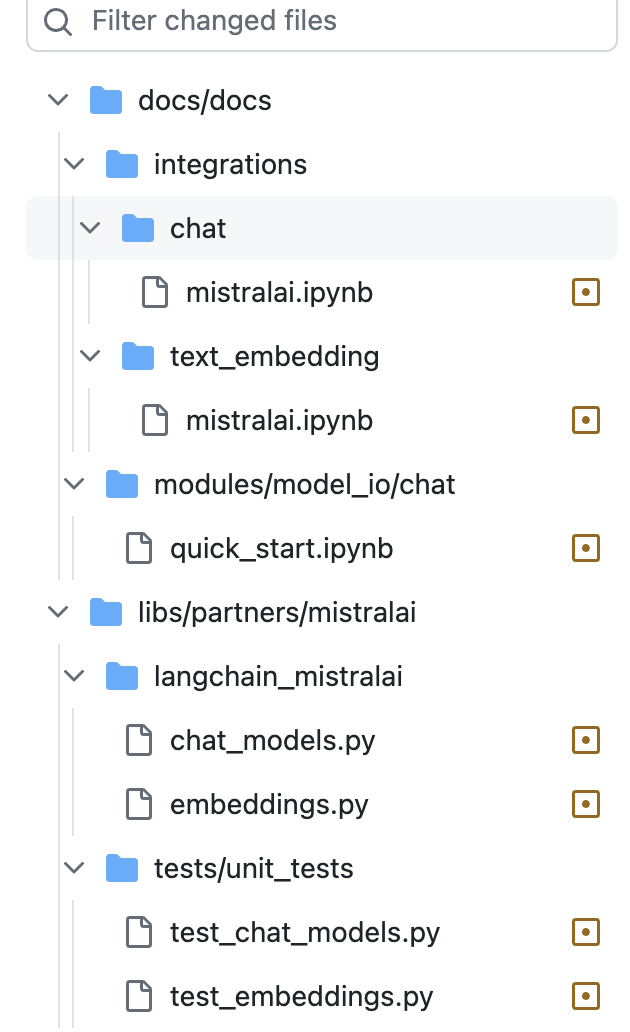 Filter changed files
docs/docs
integrations
chat
mistralai.ipynb
text_embedding
mistralai.ipynb
modules/model_io/chat
quick_start.ipynb
libs/partners/mistralai
langchain_mistralai
chat_models.py
embeddings.py
tests/unit_tests
test_chat_models.py
test_embeddings.py